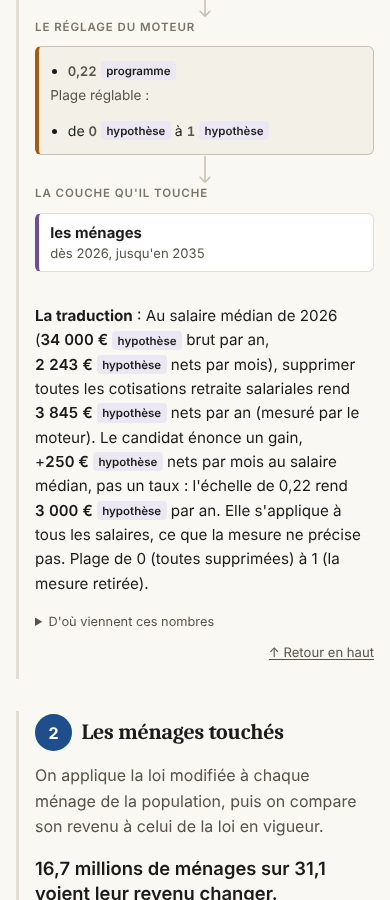 LE RÉGLAGE DU MOTEUR
• 0,22 programme
Plage réglable :
• de 0 hypothèse à 1 hypothèse
LA COUCHE QU'IL TOUCHE
les ménages
dès 2026, jusqu'en 2035
La traduction : Au salaire médian de 2026
(34 000 € hypothèse brut par an,
2 243 € hypothèse nets par mois), supprimer
toutes les cotisations retraite salariales rend
3 845 € hypothèse nets par an (mesuré par le
moteur). Le candidat énonce un gain,
+250 € hypothèse nets par mois au salaire
médian, pas un taux : l'échelle de 0,22 rend
3 000 € hypothèse par an. Elle s'applique à
tous les salaires, ce que la mesure ne précise
pas. Plage de 0 (toutes supprimées) à 1 (la
mesure retirée).
▶ D'où viennent ces nombres
↑ Retour en haut
2 Les ménages touchés
On applique la loi modifiée à chaque
ménage de la population, puis on compare
son revenu à celui de la loi en vigueur.
16,7 millions de ménages sur 31,1
voient leur revenu changer.